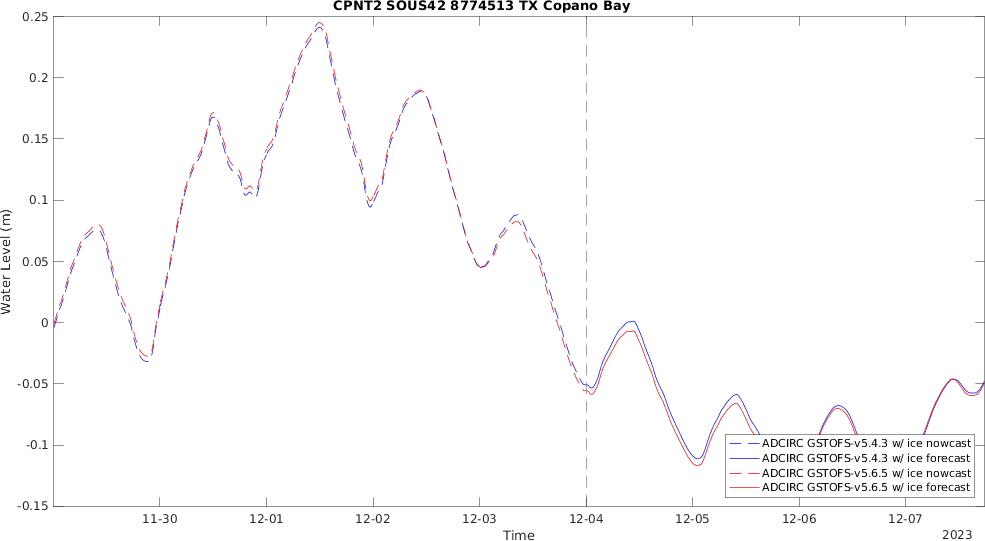 CPNT2 SOUS42 8774513 TX Copano Bay
0.25
0.2
0.15
0.1
0.05
0
-0.05
-0.1
-0.15
Water Level (m)
11-30 12-01 12-02 12-03 12-04 12-05 12-06 12-07
Time
2023
ADCIRC GSTOFS-v5.4.3 w/ ice nowcast
ADCIRC GSTOFS-v5.4.3 w/ ice forecast
ADCIRC GSTOFS-v5.6.5 w/ ice nowcast
ADCIRC GSTOFS-v5.6.5 w/ ice forecast